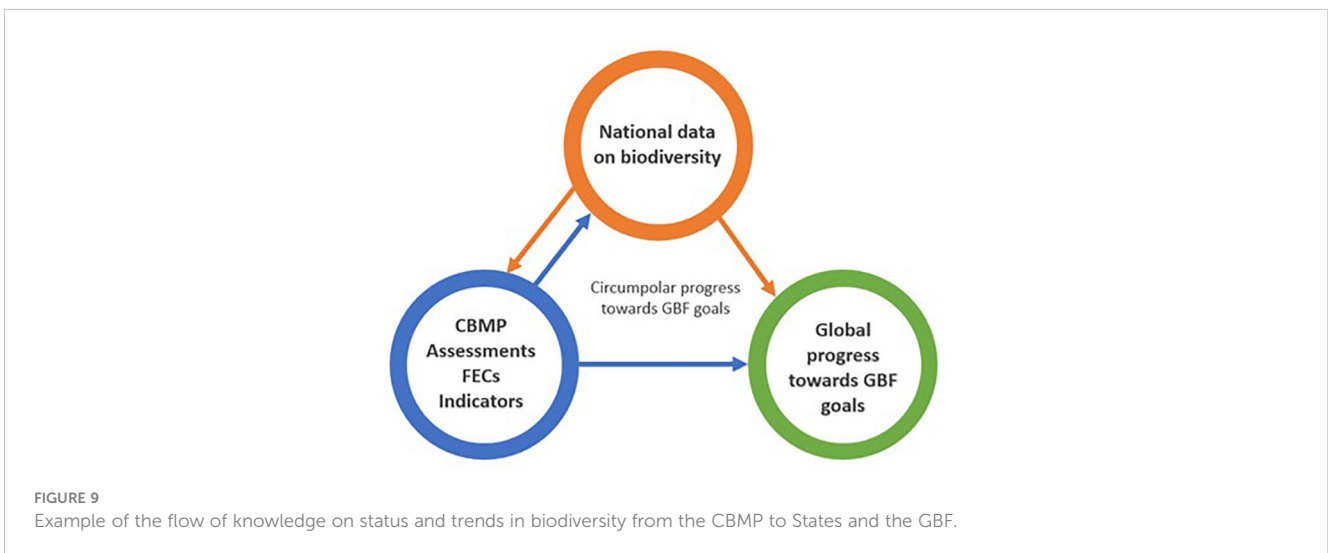 National data
on biodiversity
Circumpolar progress
towards GBF goals
CBMP
Assessments
FECs
Indicators
Global
progress
towards GBF
goals
FIGURE 9
Example of the flow of knowledge on status and trends in biodiversity from the CBMP to States and the GBF.